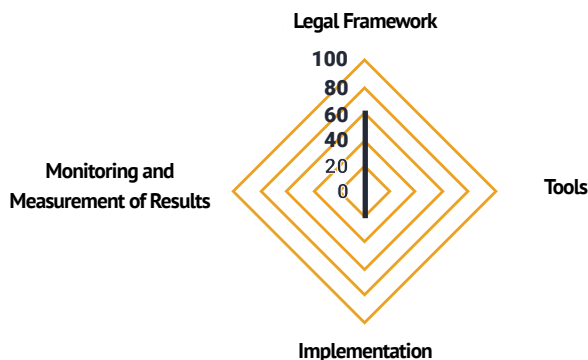 Legal Framework
100
80
60
40
20
0
Monitoring and
Measurement of Results
Tools
Implementation